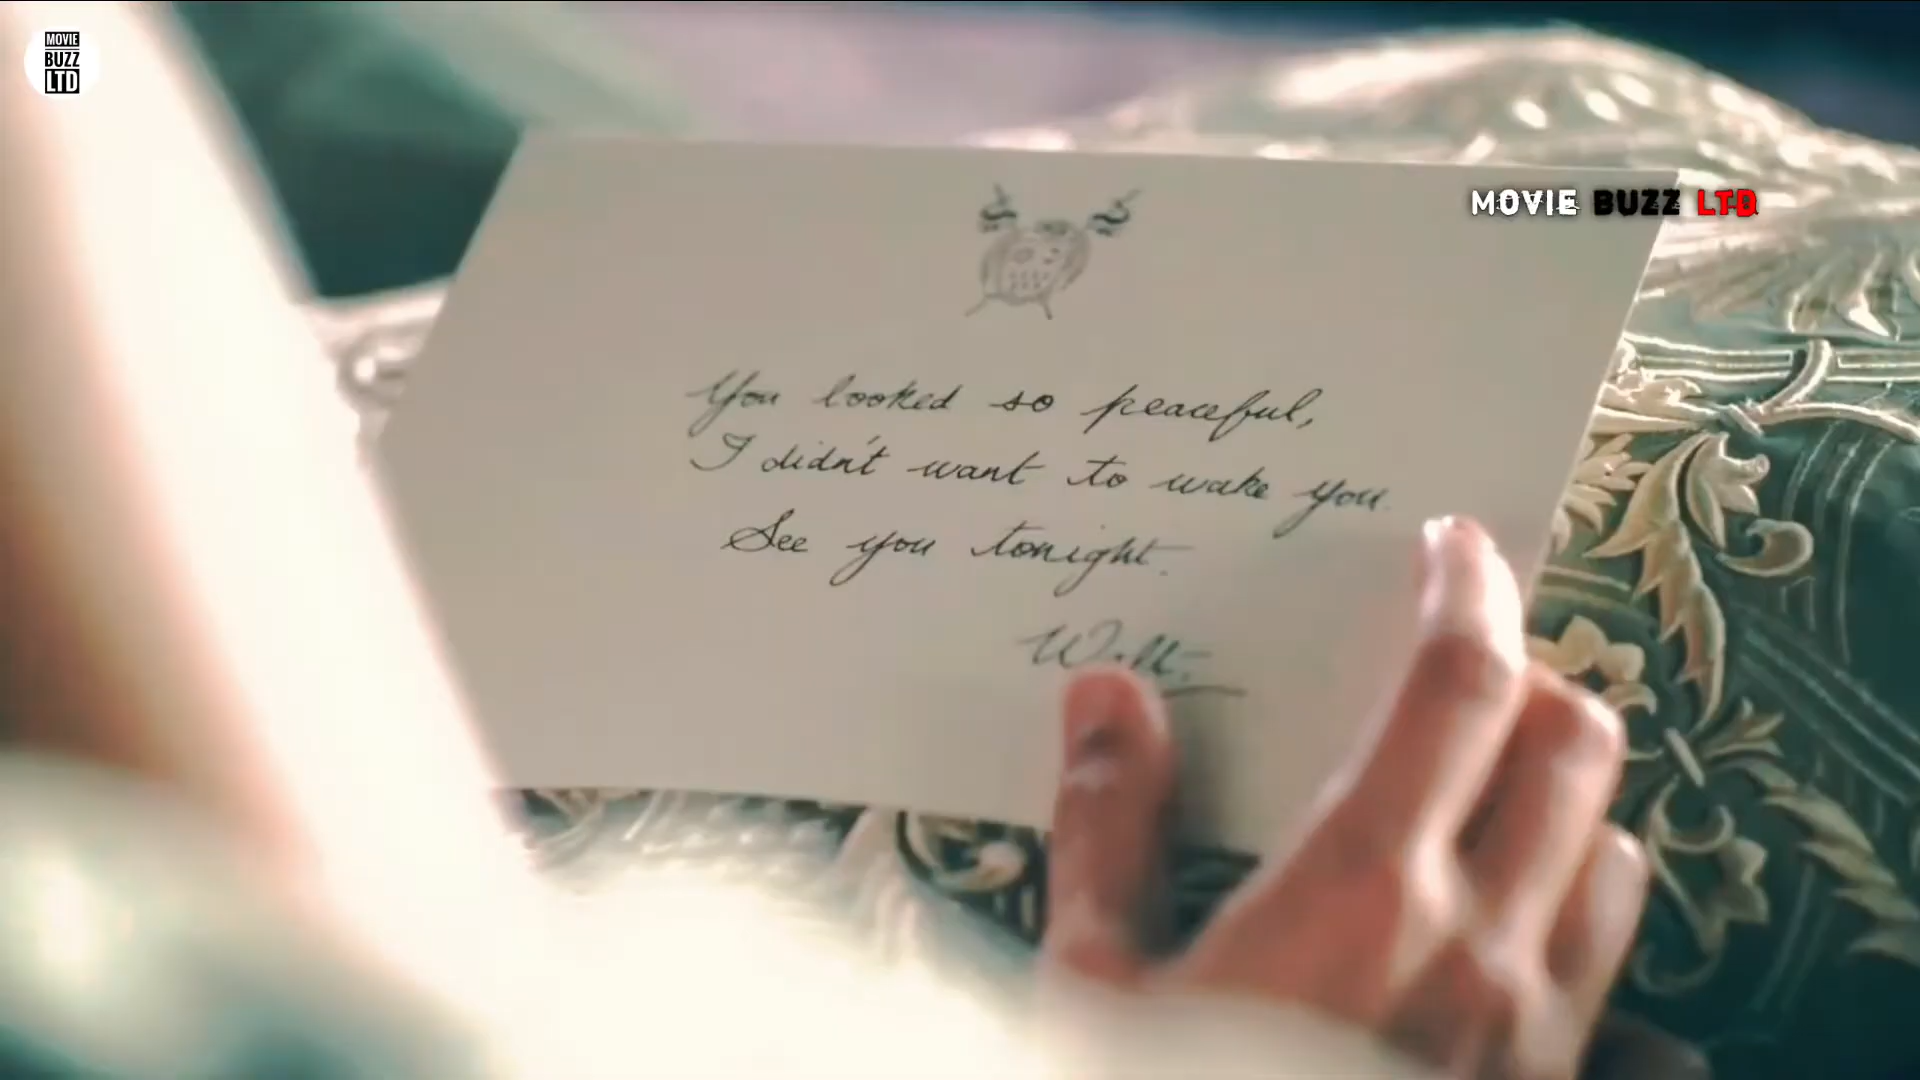 MOVIE
BUZZ
LTD
MOVIE BUZZ LTD
You looked so peaceful,
I didn't want to wake you.
See you tonight.